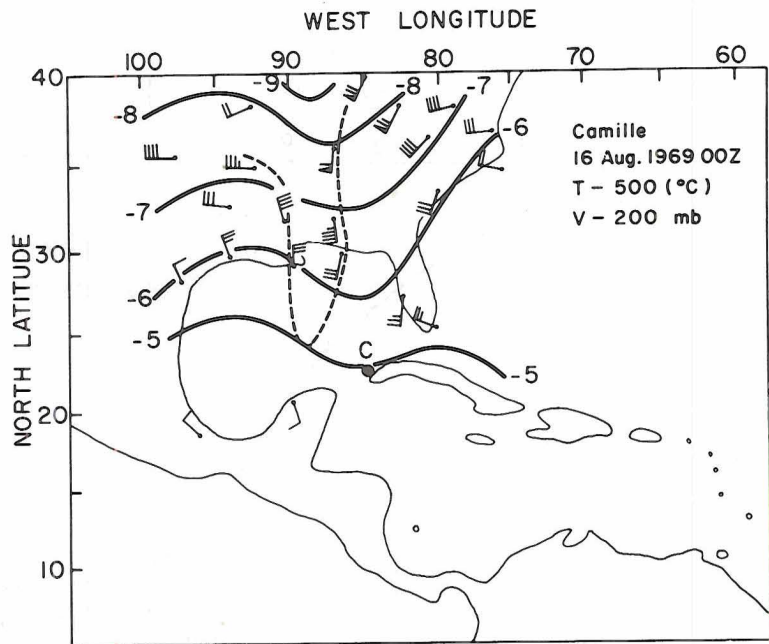 WEST LONGITUDE
100 90 80 70 60
40
30
20
10
NORTH LATITUDE
-9
-8
-8
-7
-7
-6
-6
-5
-5
C
Camille
16 Aug. 1969 00Z
T - 500 (°C)
V - 200 mb